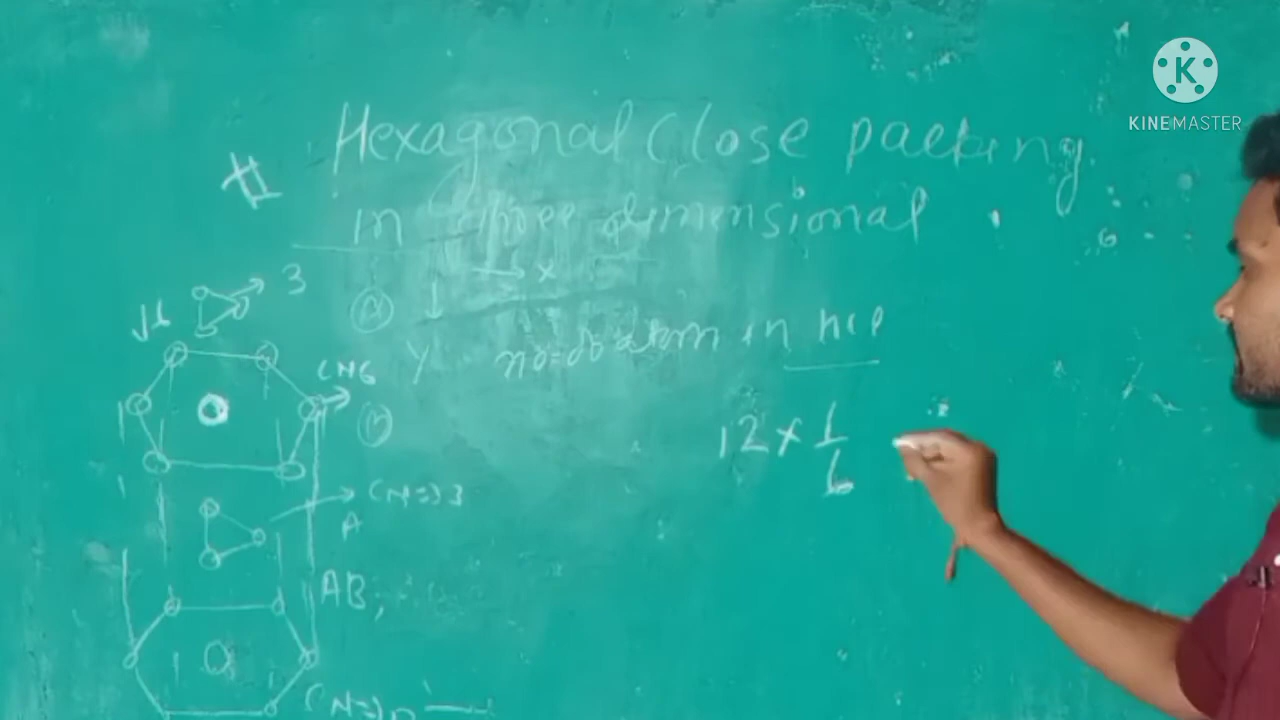 K
KINEMASTER
# Hexagonal Close packing
in three dimensional
x
3
Y
no. of atom in hcp
CN6
12 × 1/6
CN=) 3
A
AB,
CN=)